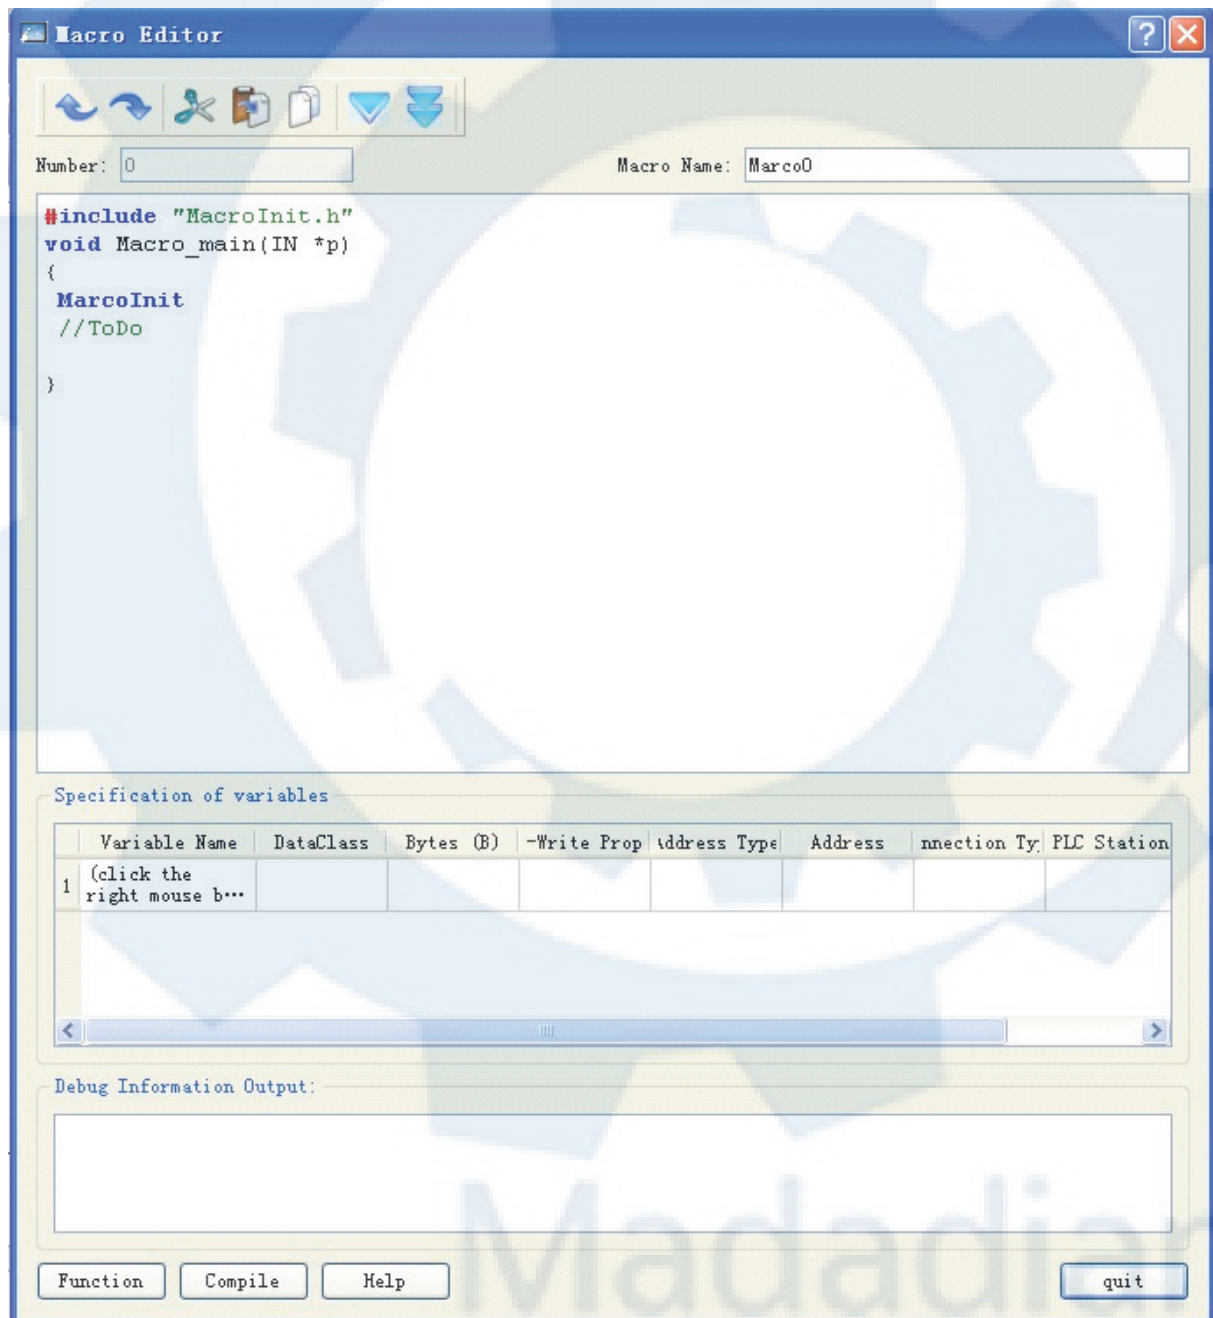 Macro Editor
Number: 0
Macro Name: Marco0
#include "MacroInit.h"
void Macro_main(IN *p)
{
MarcoInit
//ToDo
}
Specification of variables
Variable Name DataClass Bytes (B) -Write Prop ddress Type Address nnection Ty PLC Station
1 (click the
right mouse b...
Debug Information Output:
Function Compile Help quit
Madadian